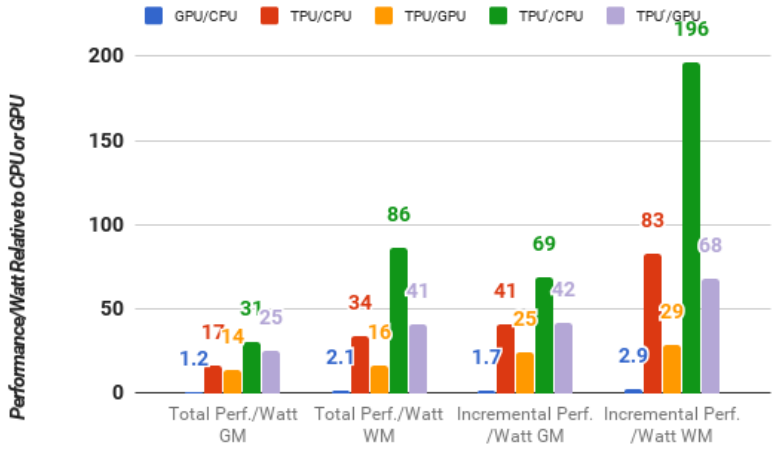 GPU/CPU TPU/CPU TPU/GPU TPU'/CPU TPU'/GPU
Performance/Watt Relative to CPU or GPU
200
150
100
50
0
1.2 17 14 31 25
2.1 34 16 86 41
1.7 41 25 69 42
2.9 83 29 196 68
Total Perf./Watt
GM
Total Perf./Watt
WM
Incremental Perf.
/Watt GM
Incremental Perf.
/Watt WM